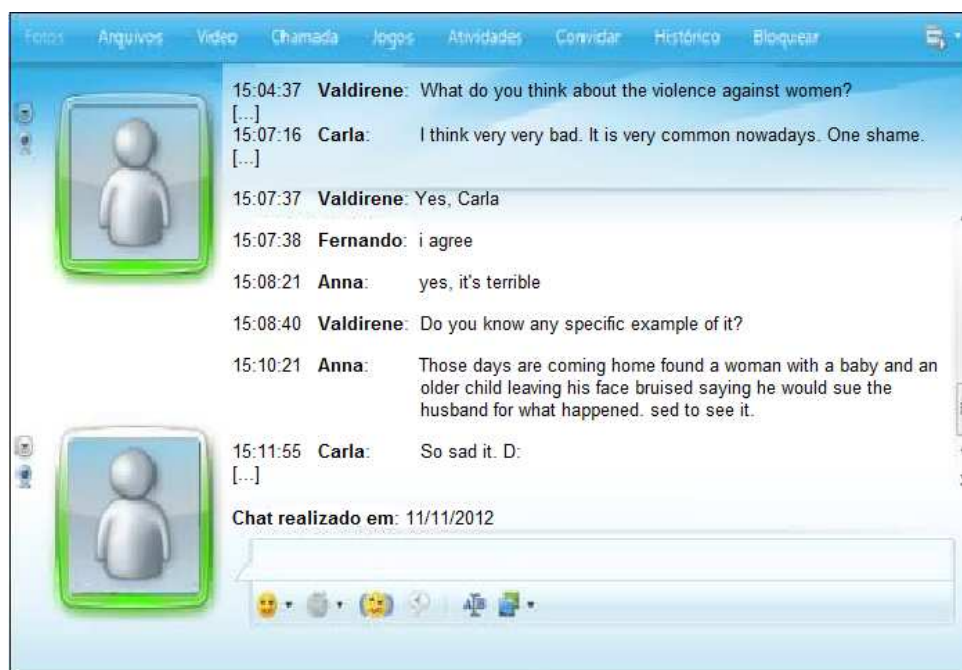 Fotos Arquivos Video Chamada Jogos Atividades Convidar Histórico Bloquear
15:04:37 Valdirene: What do you think about the violence against women?
[...]
15:07:16 Carla: I think very very bad. It is very common nowadays. One shame.
[...]
15:07:37 Valdirene: Yes, Carla
15:07:38 Fernando: i agree
15:08:21 Anna: yes, it's terrible
15:08:40 Valdirene: Do you know any specific example of it?
15:10:21 Anna: Those days are coming home found a woman with a baby and an
older child leaving his face bruised saying he would sue the
husband for what happened. sed to see it.
15:11:55 Carla: So sad it. D:
[...]
Chat realizado em: 11/11/2012